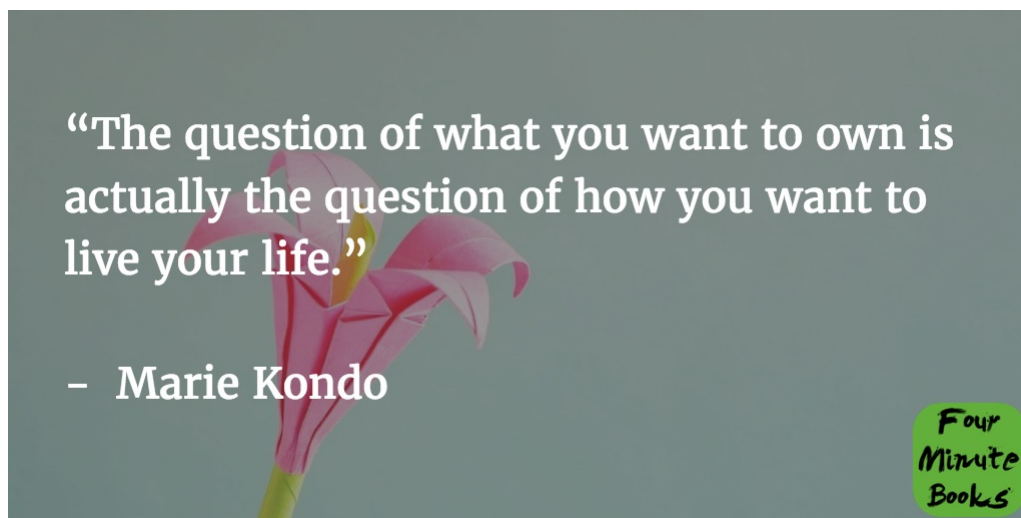 “The question of what you want to own is
actually the question of how you want to
live your life.”
- Marie Kondo
Four
Minute
Books